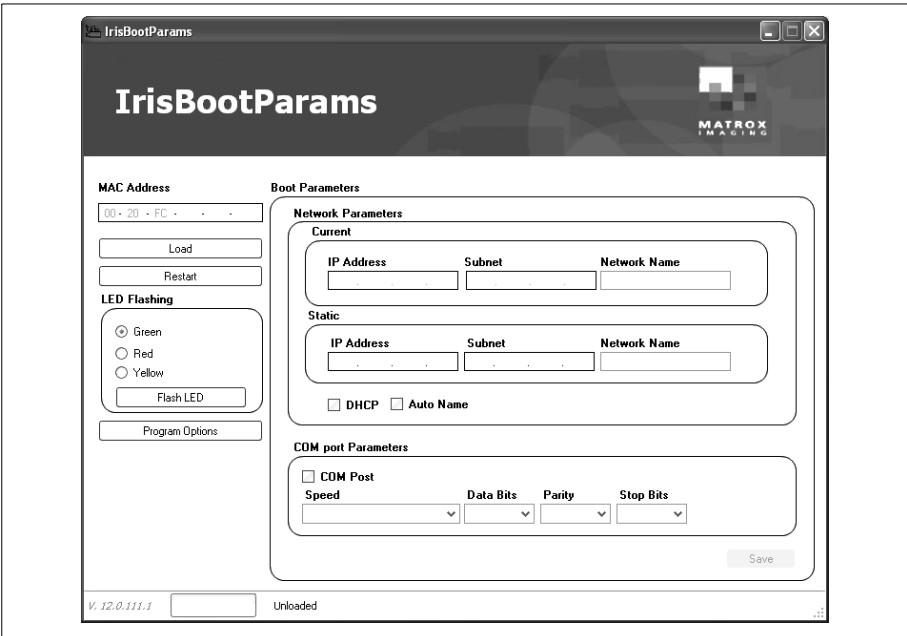 IrisBootParams
IrisBootParams
MATROX
IMAGING
MAC Address
00 - 20 - FC - - -
Load
Restart
LED Flashing
Green
Red
Yellow
Flash LED
Program Options
Boot Parameters
Network Parameters
Current
IP Address Subnet Network Name
. . . . . .
Static
IP Address Subnet Network Name
. . . . . .
DHCP Auto Name
COM port Parameters
COM Post
Speed Data Bits Parity Stop Bits
Save
V. 12.0.111.1 Unloaded